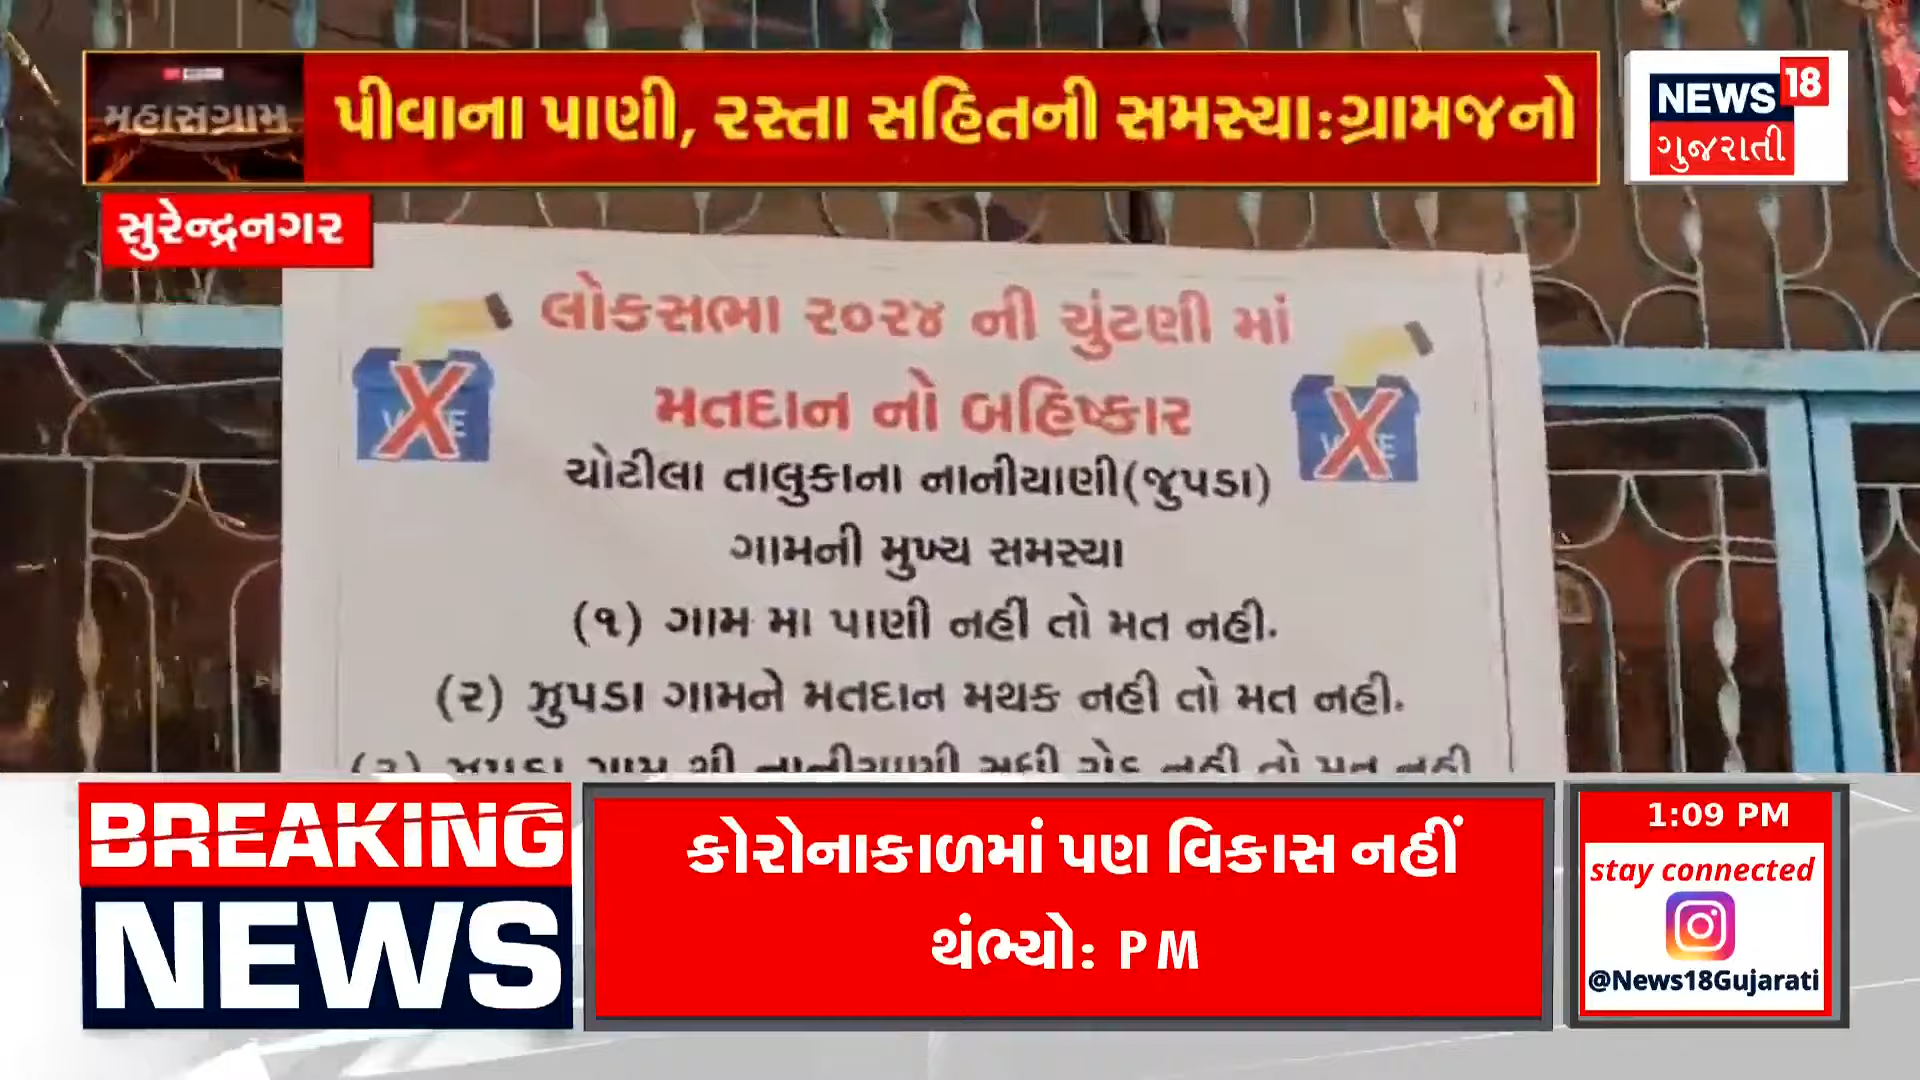 મહાસંગ્રામ
પીવાના પાણી, રસ્તા સહિતની સમસ્યા:ગ્રામજનો
NEWS 18
ગુજરાતી
સુરેન્દ્રનગર
લોકસભા ૨૦૨૪ ની ચુંટણી માં
મતદાન નો બહિષ્કાર
ચોટીલા તાલુકાના નાનીયાણી(જુપડા)
ગામની મુખ્ય સમસ્યા
(૧) ગામ મા પાણી નહીં તો મત નહી.
(૨) ઝુપડા ગામને મતદાન મથક નહી તો મત નહી.
BREAKING
NEWS
કોરોનાકાળમાં પણ વિકાસ નહીં
થંભ્યો: PM
1:09 PM
stay connected
@News18Gujarati